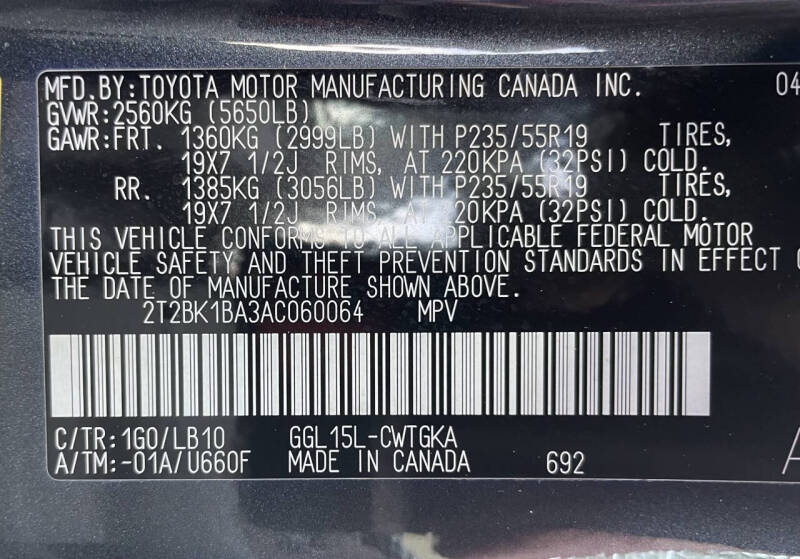 MFD.BY:TOYOTA MOTOR MANUFACTURING CANADA INC. 04
GVWR:2560KG (5650LB)
GAWR:FRT. 1360KG (2999LB) WITH P235/55R19 TIRES,
19X7 1/2J RIMS, AT 220KPA (32PSI) COLD.
RR. 1385KG (3056LB) WITH P235/55R19 TIRES,
19X7 1/2J RIMS, AT 20KPA (32PSI) COLD.
THIS VEHICLE CONFORMS TO ALL APPLICABLE FEDERAL MOTOR
VEHICLE SAFETY AND THEFT PREVENTION STANDARDS IN EFFECT
THE DATE OF MANUFACTURE SHOWN ABOVE.
2T2BK1BA3AC060064 MPV
C/TR:1G0/LB10 GGL15L-CWTGKA
A/TM:-01A/U660F MADE IN CANADA 692